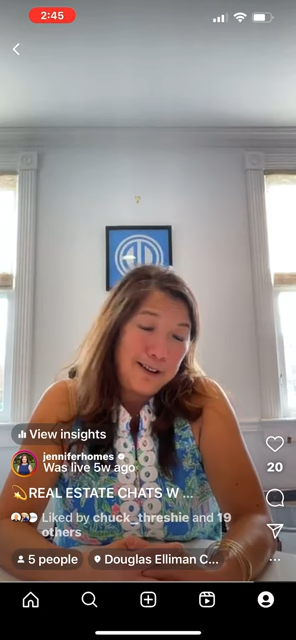 2:45
View insights
jenniferhomes
Was live 5w ago
💫REAL ESTATE CHATS W ...
Liked by chuck_threshie and 19
others
20
5 people
Douglas Elliman C...